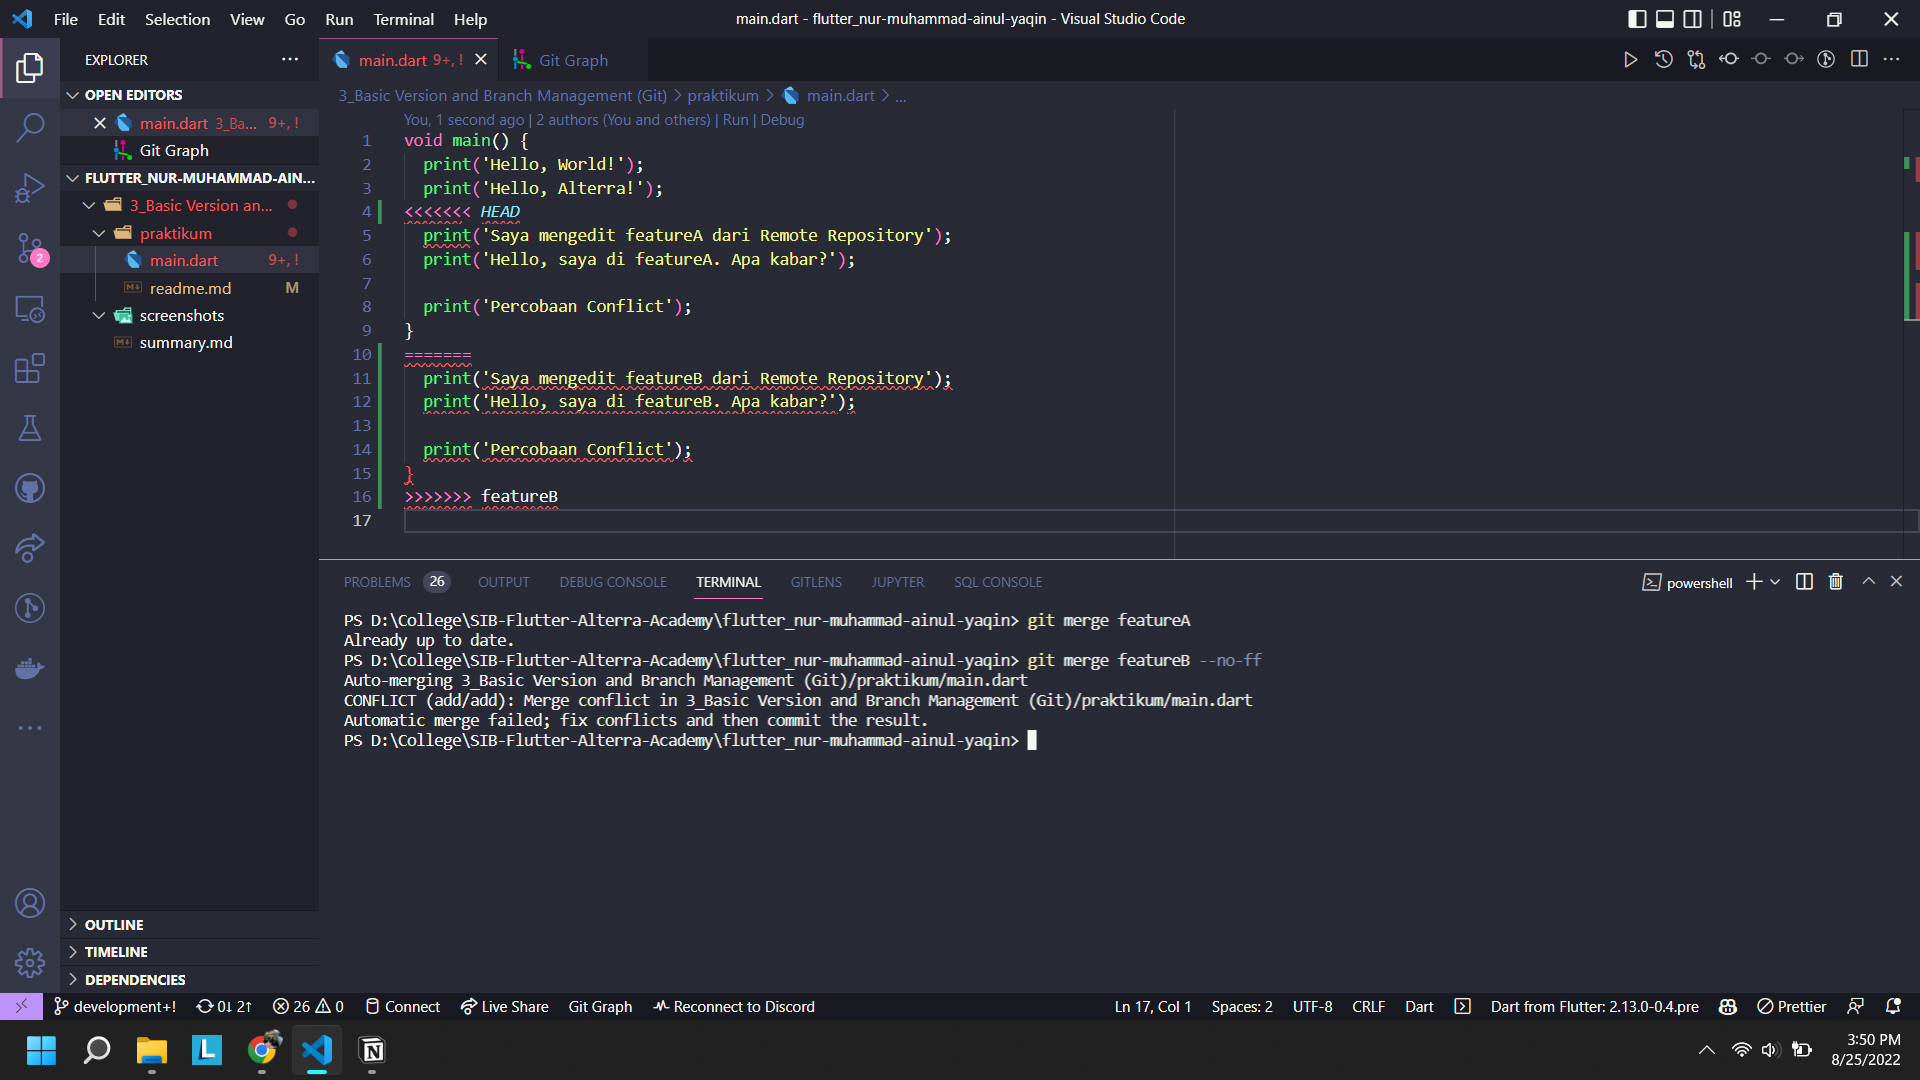 File Edit Selection View Go Run Terminal Help
main.dart - flutter_nur-muhammad-ainul-yaqin - Visual Studio Code
EXPLORER
OPEN EDITORS
main.dart 3_Ba... 9+, !
Git Graph
FLUTTER_NUR-MUHAMMAD-AIN...
3_Basic Version an...
praktikum
main.dart 9+, !
readme.md M
screenshots
summary.md
OUTLINE
TIMELINE
DEPENDENCIES
2
main.dart 9+, !
Git Graph
3_Basic Version and Branch Management (Git) > praktikum > main.dart > ...
You, 1 second ago | 2 authors (You and others) | Run | Debug
1 void main() {
2 print('Hello, World!');
3 print('Hello, Alterra!');
4 <<<<<<< HEAD
5 print('Saya mengedit featureA dari Remote Repository');
6 print('Hello, saya di featureA. Apa kabar?');
7
8 print('Percobaan Conflict');
9 }
10 =======
11 print('Saya mengedit featureB dari Remote Repository');
12 print('Hello, saya di featureB. Apa kabar?');
13
14 print('Percobaan Conflict');
15 }
16 >>>>>>> featureB
17
PROBLEMS 26 OUTPUT DEBUG CONSOLE TERMINAL GITLENS JUPYTER SQL CONSOLE
powershell
PS D:\College\SIB-Flutter-Alterra-Academy\flutter_nur-muhammad-ainul-yaqin> git merge featureA
Already up to date.
PS D:\College\SIB-Flutter-Alterra-Academy\flutter_nur-muhammad-ainul-yaqin> git merge featureB --no-ff
Auto-merging 3_Basic Version and Branch Management (Git)/praktikum/main.dart
CONFLICT (add/add): Merge conflict in 3_Basic Version and Branch Management (Git)/praktikum/main.dart
Automatic merge failed; fix conflicts and then commit the result.
PS D:\College\SIB-Flutter-Alterra-Academy\flutter_nur-muhammad-ainul-yaqin>
development+! 0↓ 2↑ 26 0 Connect Live Share Git Graph Reconnect to Discord
Ln 17, Col 1 Spaces: 2 UTF-8 CRLF Dart Dart from Flutter: 2.13.0-0.4.pre Prettier
L
N
3:50 PM
8/25/2022